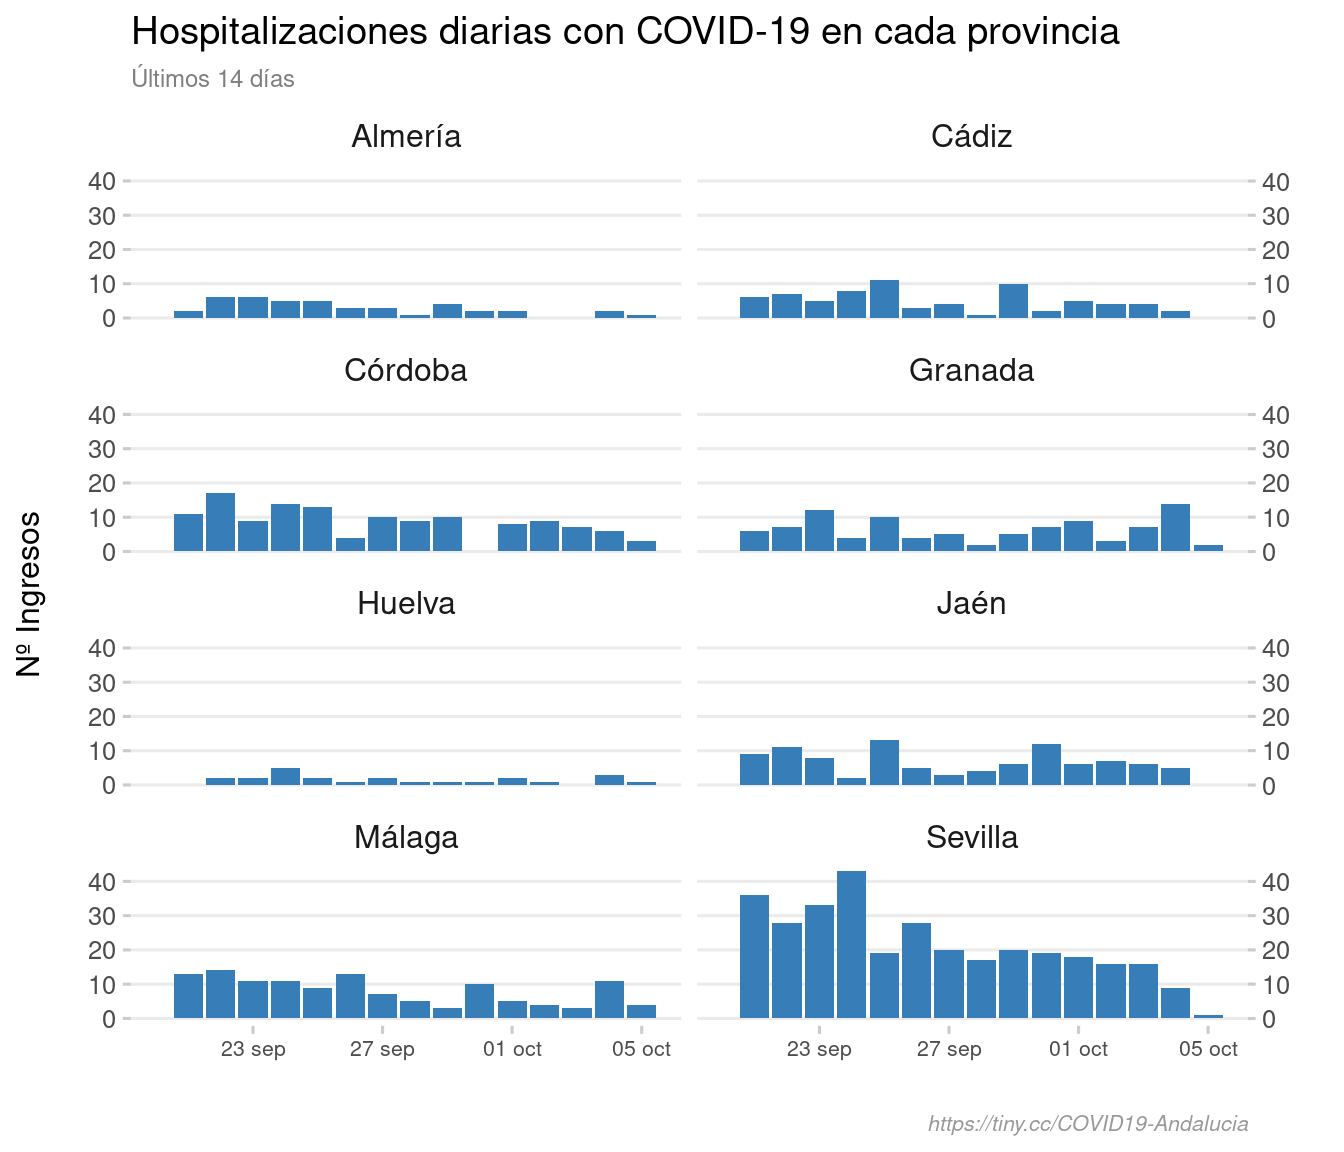 Hospitalizaciones diarias con COVID-19 en cada provincia
Últimos 14 días
Almería
Cádiz
40
30
20
10
0
40
30
20
10
0
Córdoba
Granada
40
30
20
10
0
40
30
20
10
0
Nº Ingresos
Huelva
Jaén
40
30
20
10
0
40
30
20
10
0
Málaga
Sevilla
40
30
20
10
0
40
30
20
10
0
23 sep 27 sep 01 oct 05 oct
23 sep 27 sep 01 oct 05 oct
https://tiny.cc/COVID19-Andalucia